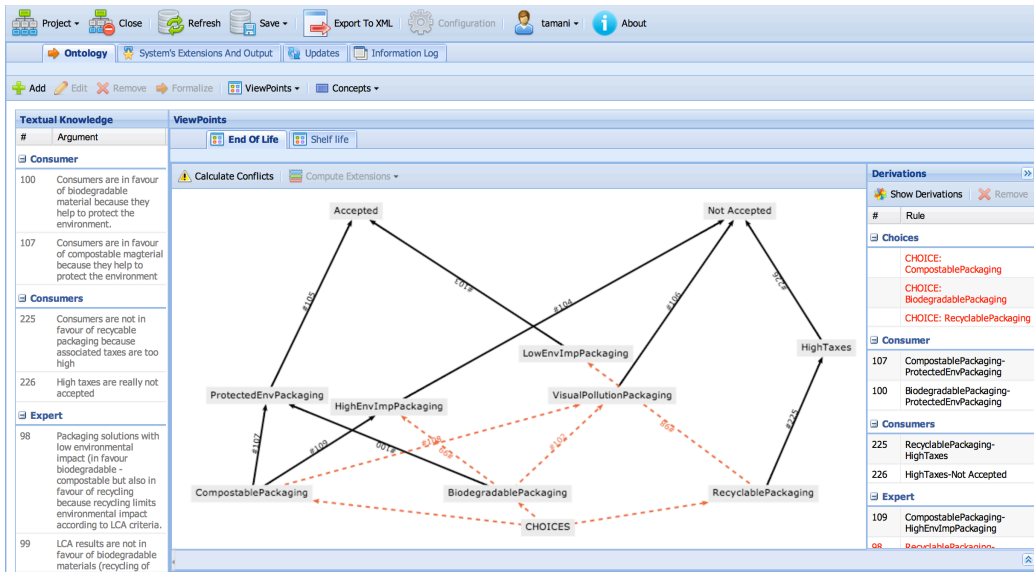 Project Close Refresh Save Export To XML Configuration tamani About
Ontology System's Extensions And Output Updates Information Log
Add Edit Remove Formalize ViewPoints Concepts
Textual Knowledge
# Argument
Consumer
100 Consumers are in favour
of biodegradable
material because they
help to protect the
environment.
107 Consumers are in favour
of compostable magterial
because they help to
protect the environment
Consumers
225 Consumers are not in
favour of recycable
packaging because
associated taxes are too
high
226 High taxes are really not
accepted
Expert
98 Packaging solutions with
low environmental
impact (in favour
biodegradable -
compostable but also in
favour of recycling
because recycling limits
environmental impact
according to LCA criteria.
99 LCA results are not in
favour of biodegradable
materials (recycling of
ViewPoints
End Of Life Shelf life
Calculate Conflicts Compute Extensions
Accepted Not Accepted
#105 #103 #104 #106 #226
LowEnvImpPackaging HighTaxes
ProtectedEnvPackaging HighEnvImpPackaging VisualPollutionPackaging
#107 #109 #100 #108 #99 #102 #98 #225
CompostablePackaging BiodegradablePackaging RecyclablePackaging
CHOICES
Derivations
Show Derivations Remove
# Rule
Choices
CHOICE:
CompostablePackaging
CHOICE:
BiodegradablePackaging
CHOICE: RecyclablePackaging
Consumer
107 CompostablePackaging-
ProtectedEnvPackaging
100 BiodegradablePackaging-
ProtectedEnvPackaging
Consumers
225 RecyclablePackaging-
HighTaxes
226 HighTaxes-Not Accepted
Expert
109 CompostablePackaging-
HighEnvImpPackaging
98 RecyclablePackaging-